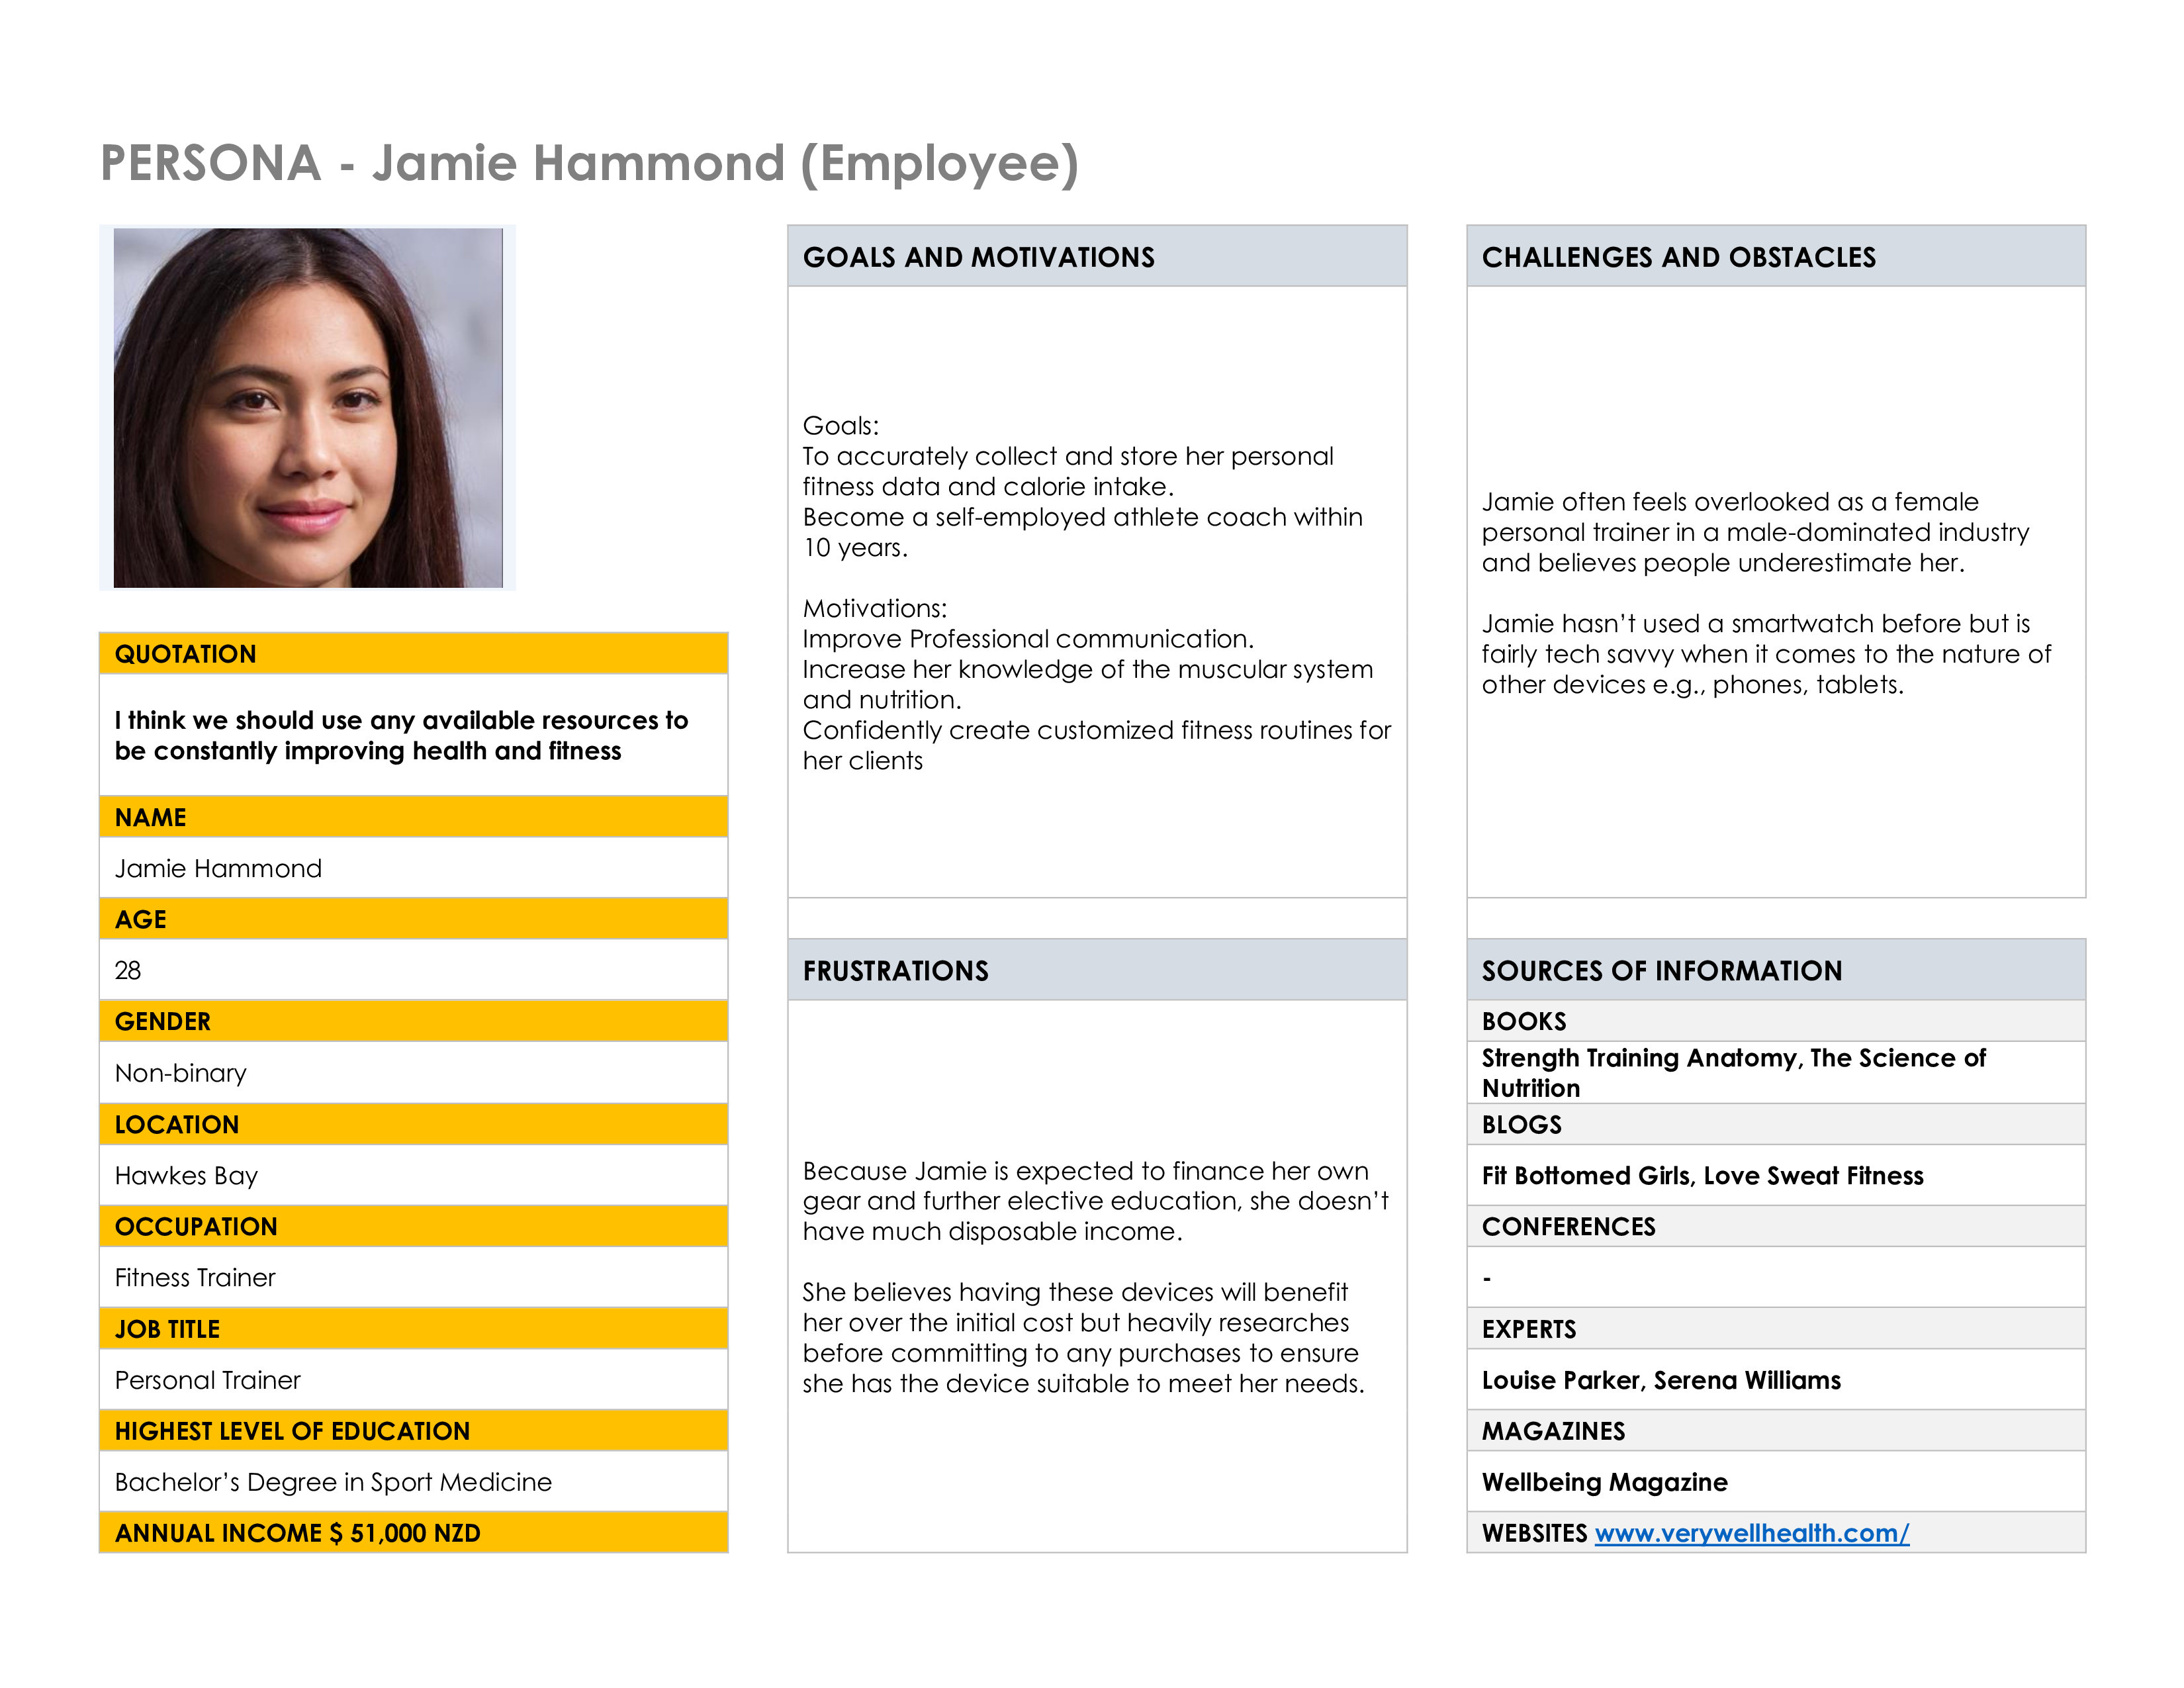 PERSONA - Jamie Hammond (Employee)
QUOTATION
I think we should use any available resources to
be constantly improving health and fitness
NAME
Jamie Hammond
AGE
28
GENDER
Non-binary
LOCATION
Hawkes Bay
OCCUPATION
Fitness Trainer
JOB TITLE
Personal Trainer
HIGHEST LEVEL OF EDUCATION
Bachelor’s Degree in Sport Medicine
ANNUAL INCOME $ 51,000 NZD
GOALS AND MOTIVATIONS
Goals:
To accurately collect and store her personal
fitness data and calorie intake.
Become a self-employed athlete coach within
10 years.
Motivations:
Improve Professional communication.
Increase her knowledge of the muscular system
and nutrition.
Confidently create customized fitness routines for
her clients
FRUSTRATIONS
Because Jamie is expected to finance her own
gear and further elective education, she doesn’t
have much disposable income.
She believes having these devices will benefit
her over the initial cost but heavily researches
before committing to any purchases to ensure
she has the device suitable to meet her needs.
CHALLENGES AND OBSTACLES
Jamie often feels overlooked as a female
personal trainer in a male-dominated industry
and believes people underestimate her.
Jamie hasn’t used a smartwatch before but is
fairly tech savvy when it comes to the nature of
other devices e.g., phones, tablets.
SOURCES OF INFORMATION
BOOKS
Strength Training Anatomy, The Science of
Nutrition
BLOGS
Fit Bottomed Girls, Love Sweat Fitness
CONFERENCES
-
EXPERTS
Louise Parker, Serena Williams
MAGAZINES
Wellbeing Magazine
WEBSITES www.verywellhealth.com/